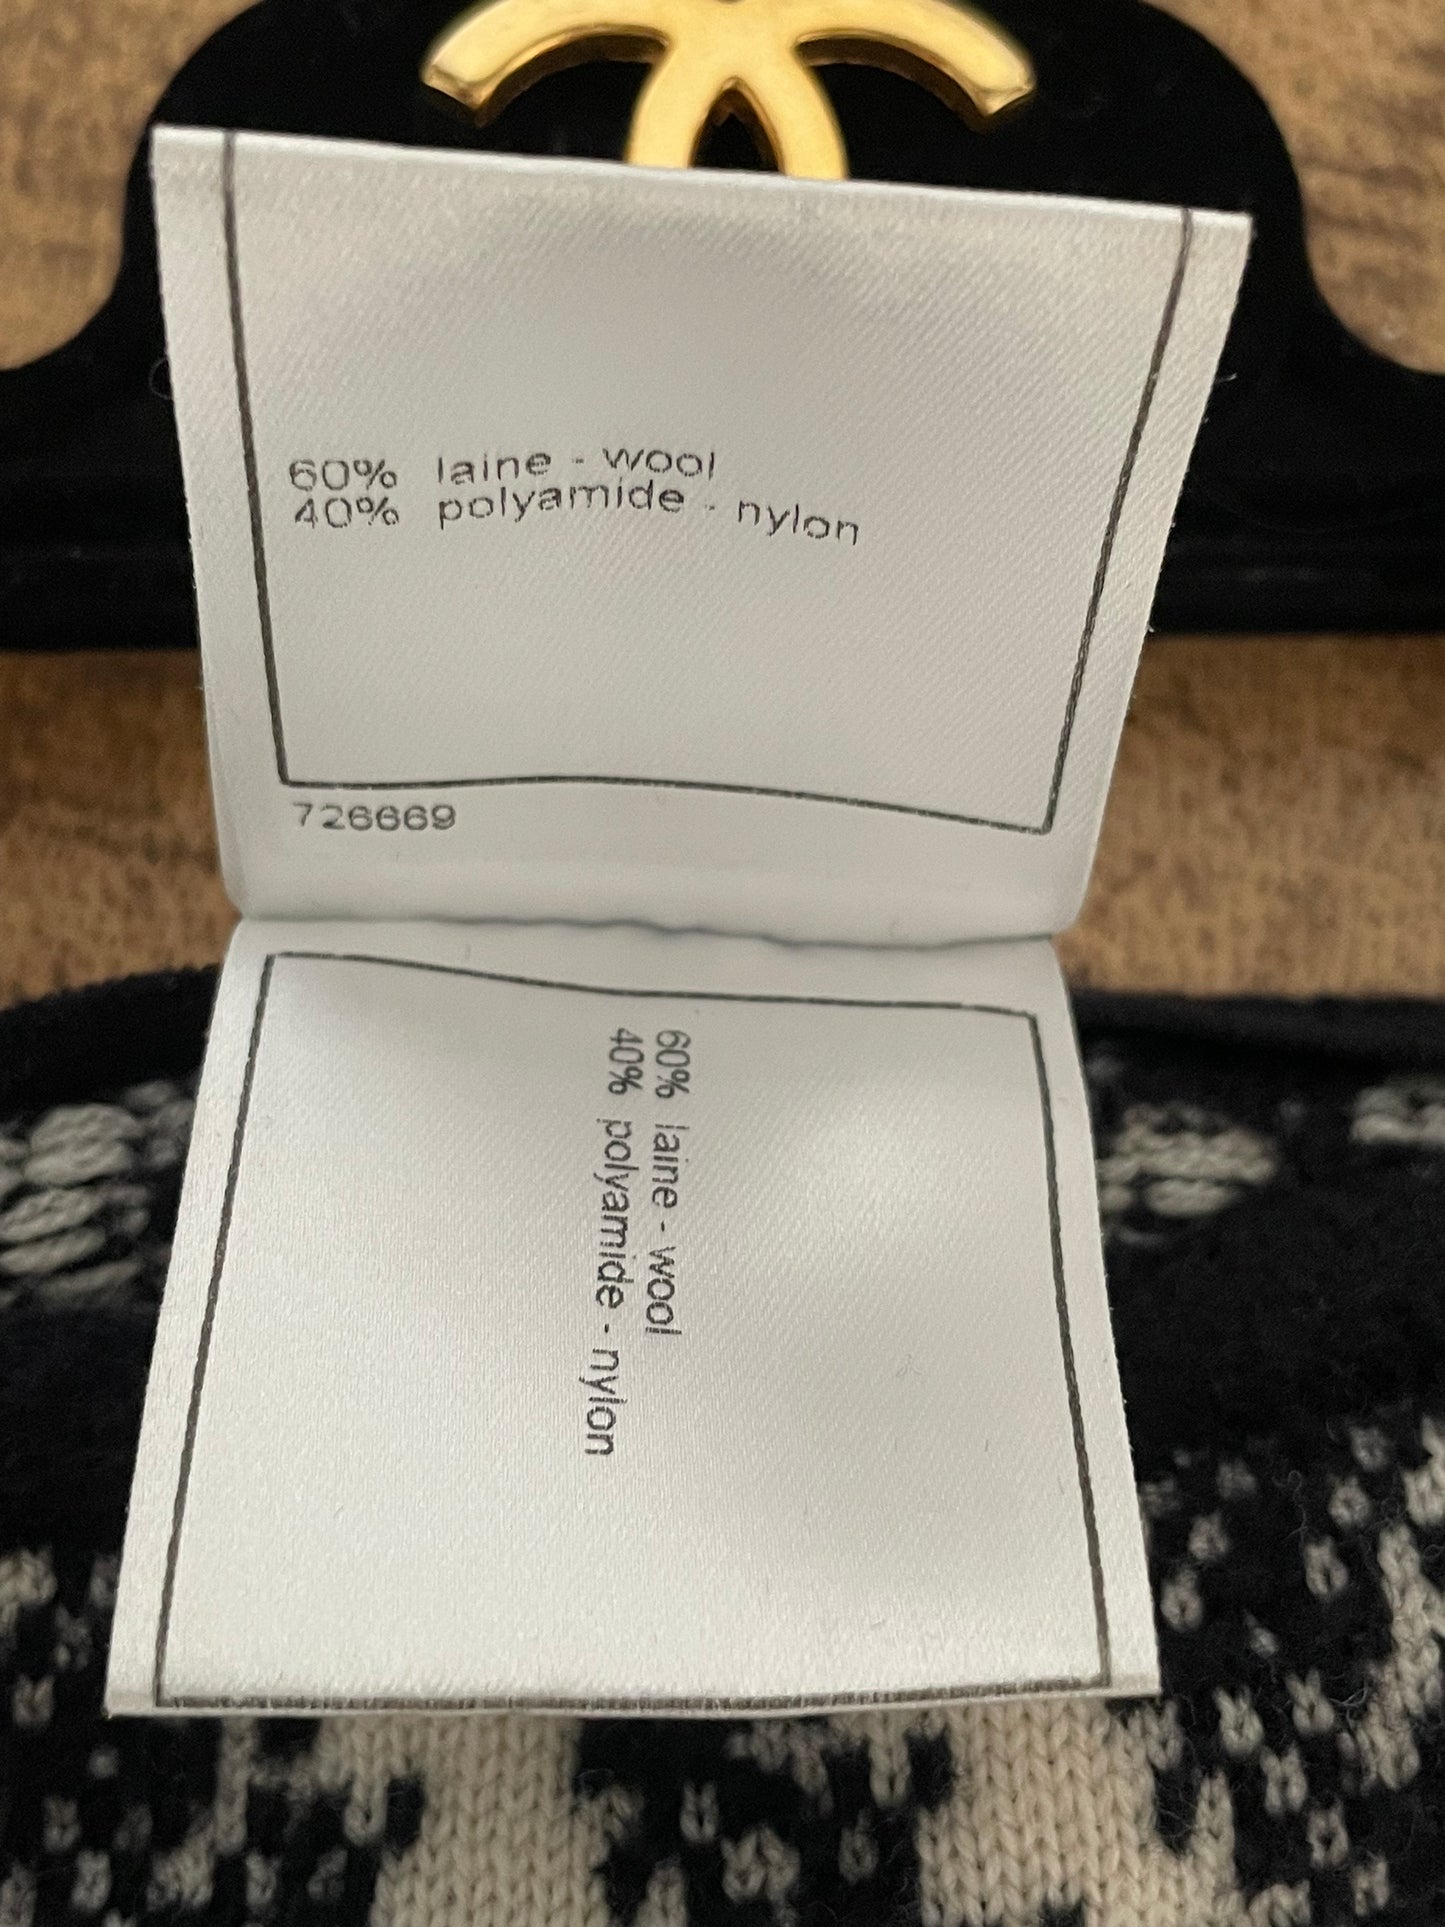 60% laine - wool
40% polyamide - nylon
726669
60% laine - wool
40% polyamide - nylon